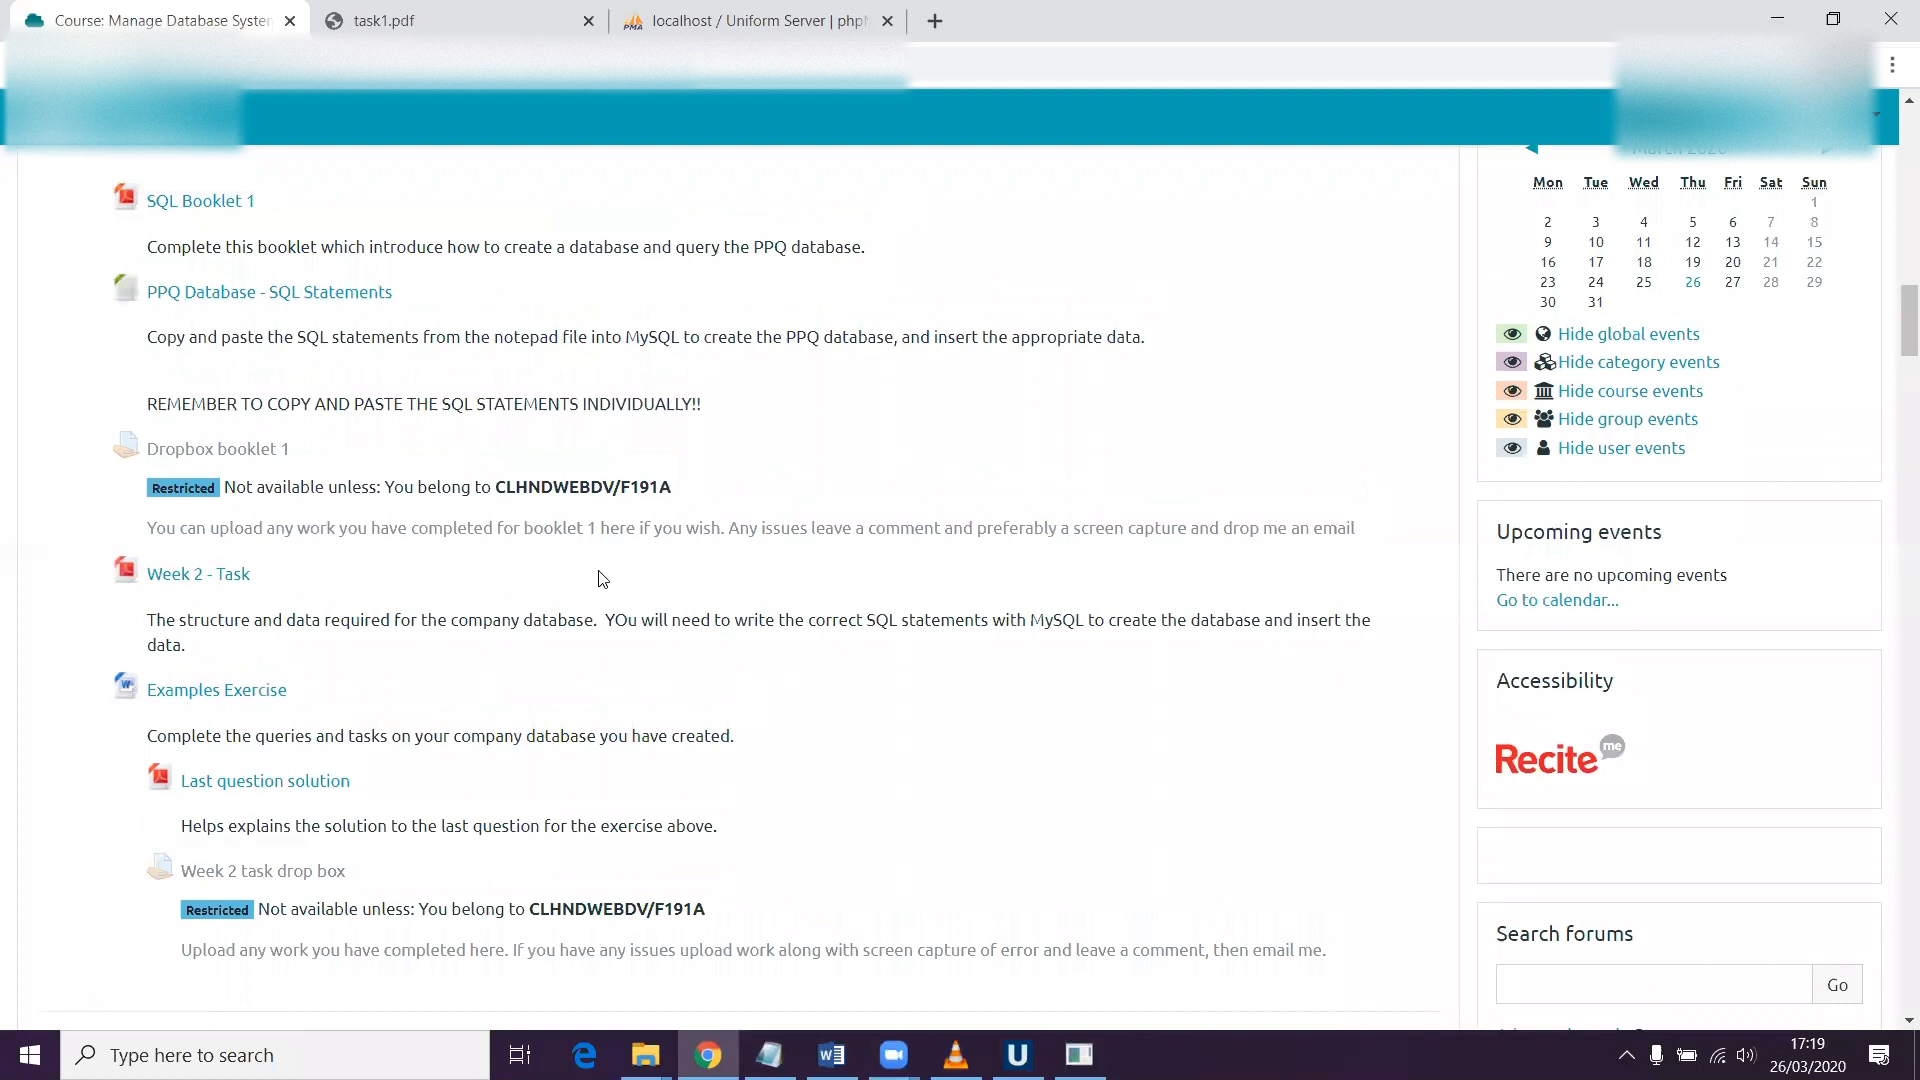 Course: Manage Database System
task1.pdf
localhost / Uniform Server | php
SQL Booklet 1
Complete this booklet which introduce how to create a database and query the PPQ database.
PPQ Database - SQL Statements
Copy and paste the SQL statements from the notepad file into MySQL to create the PPQ database, and insert the appropriate data.
REMEMBER TO COPY AND PASTE THE SQL STATEMENTS INDIVIDUALLY!!
Dropbox booklet 1
Restricted Not available unless: You belong to CLHNDWEBDV/F191A
You can upload any work you have completed for booklet 1 here if you wish. Any issues leave a comment and preferably a screen capture and drop me an email
Week 2 - Task
The structure and data required for the company database. YOu will need to write the correct SQL statements with MySQL to create the database and insert the
data.
Examples Exercise
Complete the queries and tasks on your company database you have created.
Last question solution
Helps explains the solution to the last question for the exercise above.
Week 2 task drop box
Restricted Not available unless: You belong to CLHNDWEBDV/F191A
Upload any work you have completed here. If you have any issues upload work along with screen capture of error and leave a comment, then email me.
March 2020
Mon Tue Wed Thu Fri Sat Sun
1
2 3 4 5 6 7 8
9 10 11 12 13 14 15
16 17 18 19 20 21 22
23 24 25 26 27 28 29
30 31
Hide global events
Hide category events
Hide course events
Hide group events
Hide user events
Upcoming events
There are no upcoming events
Go to calendar...
Accessibility
Recite me
Search forums
Go
Type here to search
17:19
26/03/2020